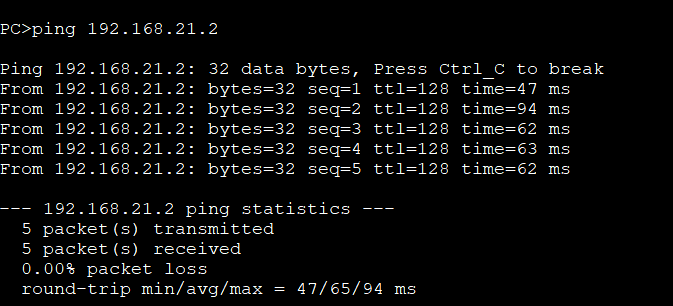 PC>ping 192.168.21.2
Ping 192.168.21.2: 32 data bytes, Press Ctrl_C to break
From 192.168.21.2: bytes=32 seq=1 ttl=128 time=47 ms
From 192.168.21.2: bytes=32 seq=2 ttl=128 time=94 ms
From 192.168.21.2: bytes=32 seq=3 ttl=128 time=62 ms
From 192.168.21.2: bytes=32 seq=4 ttl=128 time=63 ms
From 192.168.21.2: bytes=32 seq=5 ttl=128 time=62 ms
--- 192.168.21.2 ping statistics ---
5 packet(s) transmitted
5 packet(s) received
0.00% packet loss
round-trip min/avg/max = 47/65/94 ms